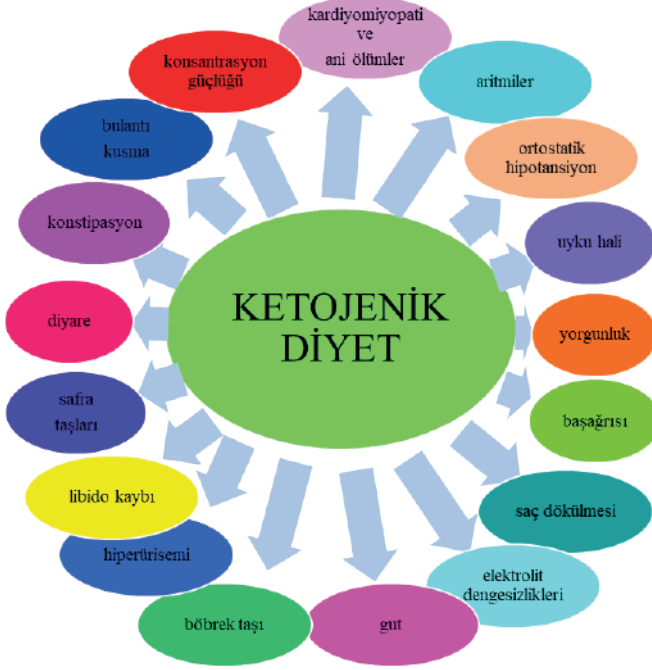 KETOJENİK
DİYET
kardiyomiyopati
ve
ani ölümler
aritmiler
ortostatik
hipotansiyon
uyku hali
yorgunluk
başağrısı
saç dökülmesi
elektrolit
dengesizlikleri
gut
böbrek taşı
hiperürisemi
libido kaybı
safra
taşları
diyare
konstipasyon
bulantı
kusma
konsantrasyon
güçlüğü